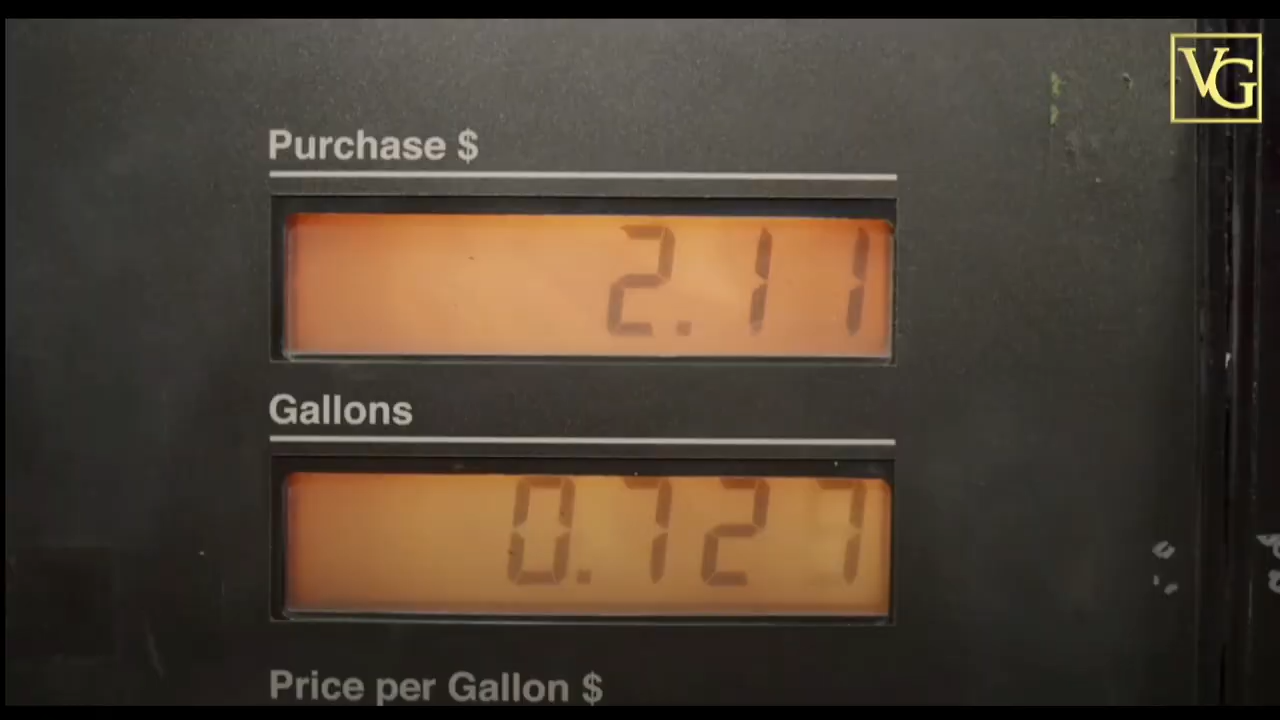 VG
Purchase $
2.11
Gallons
0.727
Price per Gallon $